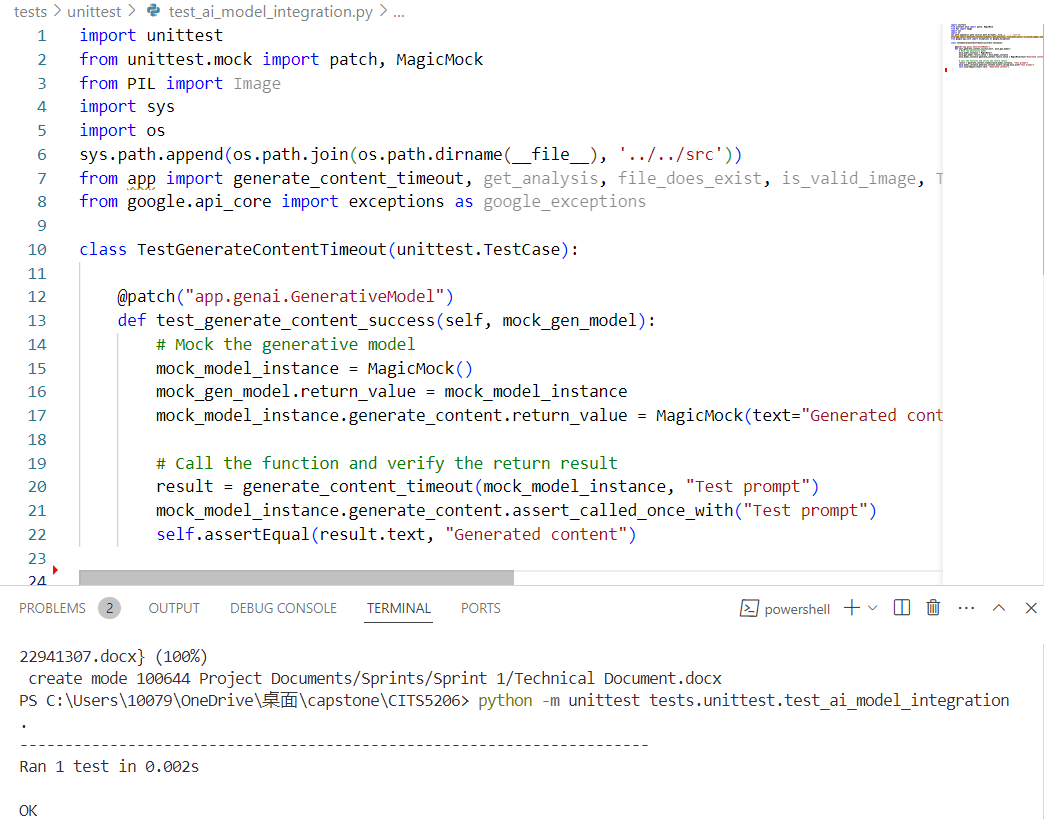 tests > unittest > test_ai_model_integration.py > ...
1 import unittest
2 from unittest.mock import patch, MagicMock
3 from PIL import Image
4 import sys
5 import os
6 sys.path.append(os.path.join(os.path.dirname(__file__), '../../src'))
7 from app import generate_content_timeout, get_analysis, file_does_exist, is_valid_image, T
8 from google.api_core import exceptions as google_exceptions
9
10 class TestGenerateContentTimeout(unittest.TestCase):
11
12     @patch("app.genai.GenerativeModel")
13     def test_generate_content_success(self, mock_gen_model):
14         # Mock the generative model
15         mock_model_instance = MagicMock()
16         mock_gen_model.return_value = mock_model_instance
17         mock_model_instance.generate_content.return_value = MagicMock(text="Generated cont
18
19         # Call the function and verify the return result
20         result = generate_content_timeout(mock_model_instance, "Test prompt")
21         mock_model_instance.generate_content.assert_called_once_with("Test prompt")
22         self.assertEqual(result.text, "Generated content")
23
24
PROBLEMS 2 OUTPUT DEBUG CONSOLE TERMINAL PORTS powershell
22941307.docx} (100%)
 create mode 100644 Project Documents/Sprints/Sprint 1/Technical Document.docx
PS C:\Users\10079\OneDrive\桌面\capstone\CITS5206> python -m unittest tests.unittest.test_ai_model_integration
.
----------------------------------------------------------------------
Ran 1 test in 0.002s

OK